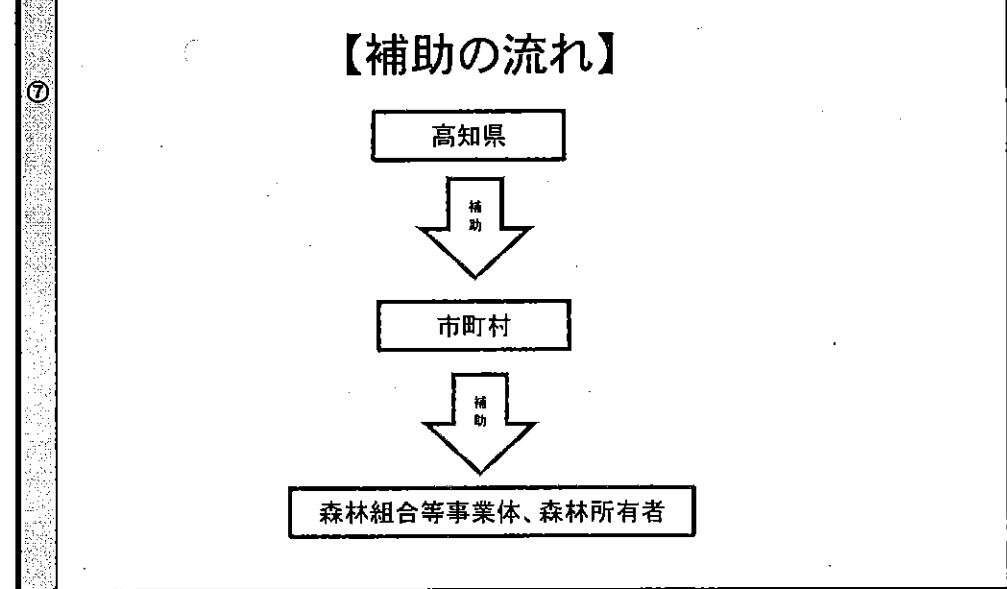 【補助の流れ】
⑦
高知県
補助
市町村
補助
森林組合等事業体、森林所有者